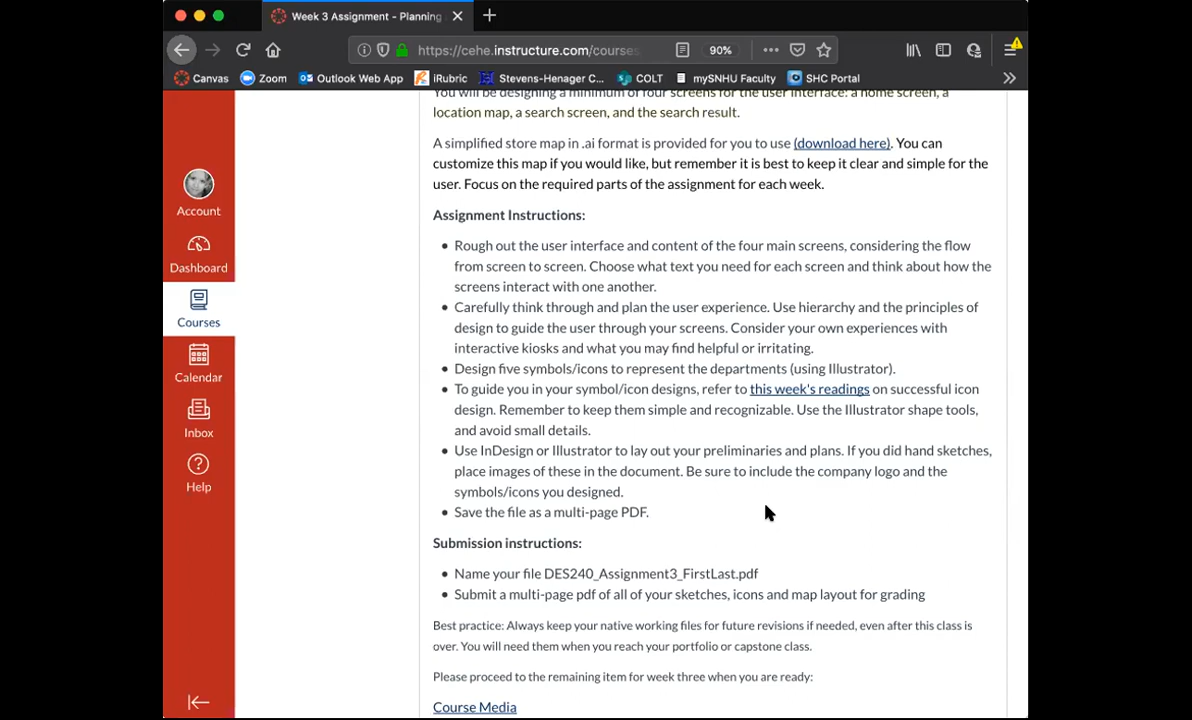 Week 3 Assignment - Planning
https://cehe.instructure.com/courses
90%
Canvas
Zoom
Outlook Web App
iRubric
Stevens-Henager C...
COLT
mySNHU Faculty
SHC Portal
Account
Dashboard
Courses
Calendar
Inbox
Help
You will be designing a minimum of four screens for the user interface: a home screen, a
location map, a search screen, and the search result.
A simplified store map in .ai format is provided for you to use (download here). You can
customize this map if you would like, but remember it is best to keep it clear and simple for the
user. Focus on the required parts of the assignment for each week.
Assignment Instructions:
• Rough out the user interface and content of the four main screens, considering the flow
from screen to screen. Choose what text you need for each screen and think about how the
screens interact with one another.
• Carefully think through and plan the user experience. Use hierarchy and the principles of
design to guide the user through your screens. Consider your own experiences with
interactive kiosks and what you may find helpful or irritating.
• Design five symbols/icons to represent the departments (using Illustrator).
• To guide you in your symbol/icon designs, refer to this week's readings on successful icon
design. Remember to keep them simple and recognizable. Use the Illustrator shape tools,
and avoid small details.
• Use InDesign or Illustrator to lay out your preliminaries and plans. If you did hand sketches,
place images of these in the document. Be sure to include the company logo and the
symbols/icons you designed.
• Save the file as a multi-page PDF.
Submission instructions:
• Name your file DES240_Assignment3_FirstLast.pdf
• Submit a multi-page pdf of all of your sketches, icons and map layout for grading
Best practice: Always keep your native working files for future revisions if needed, even after this class is
over. You will need them when you reach your portfolio or capstone class.
Please proceed to the remaining item for week three when you are ready:
Course Media